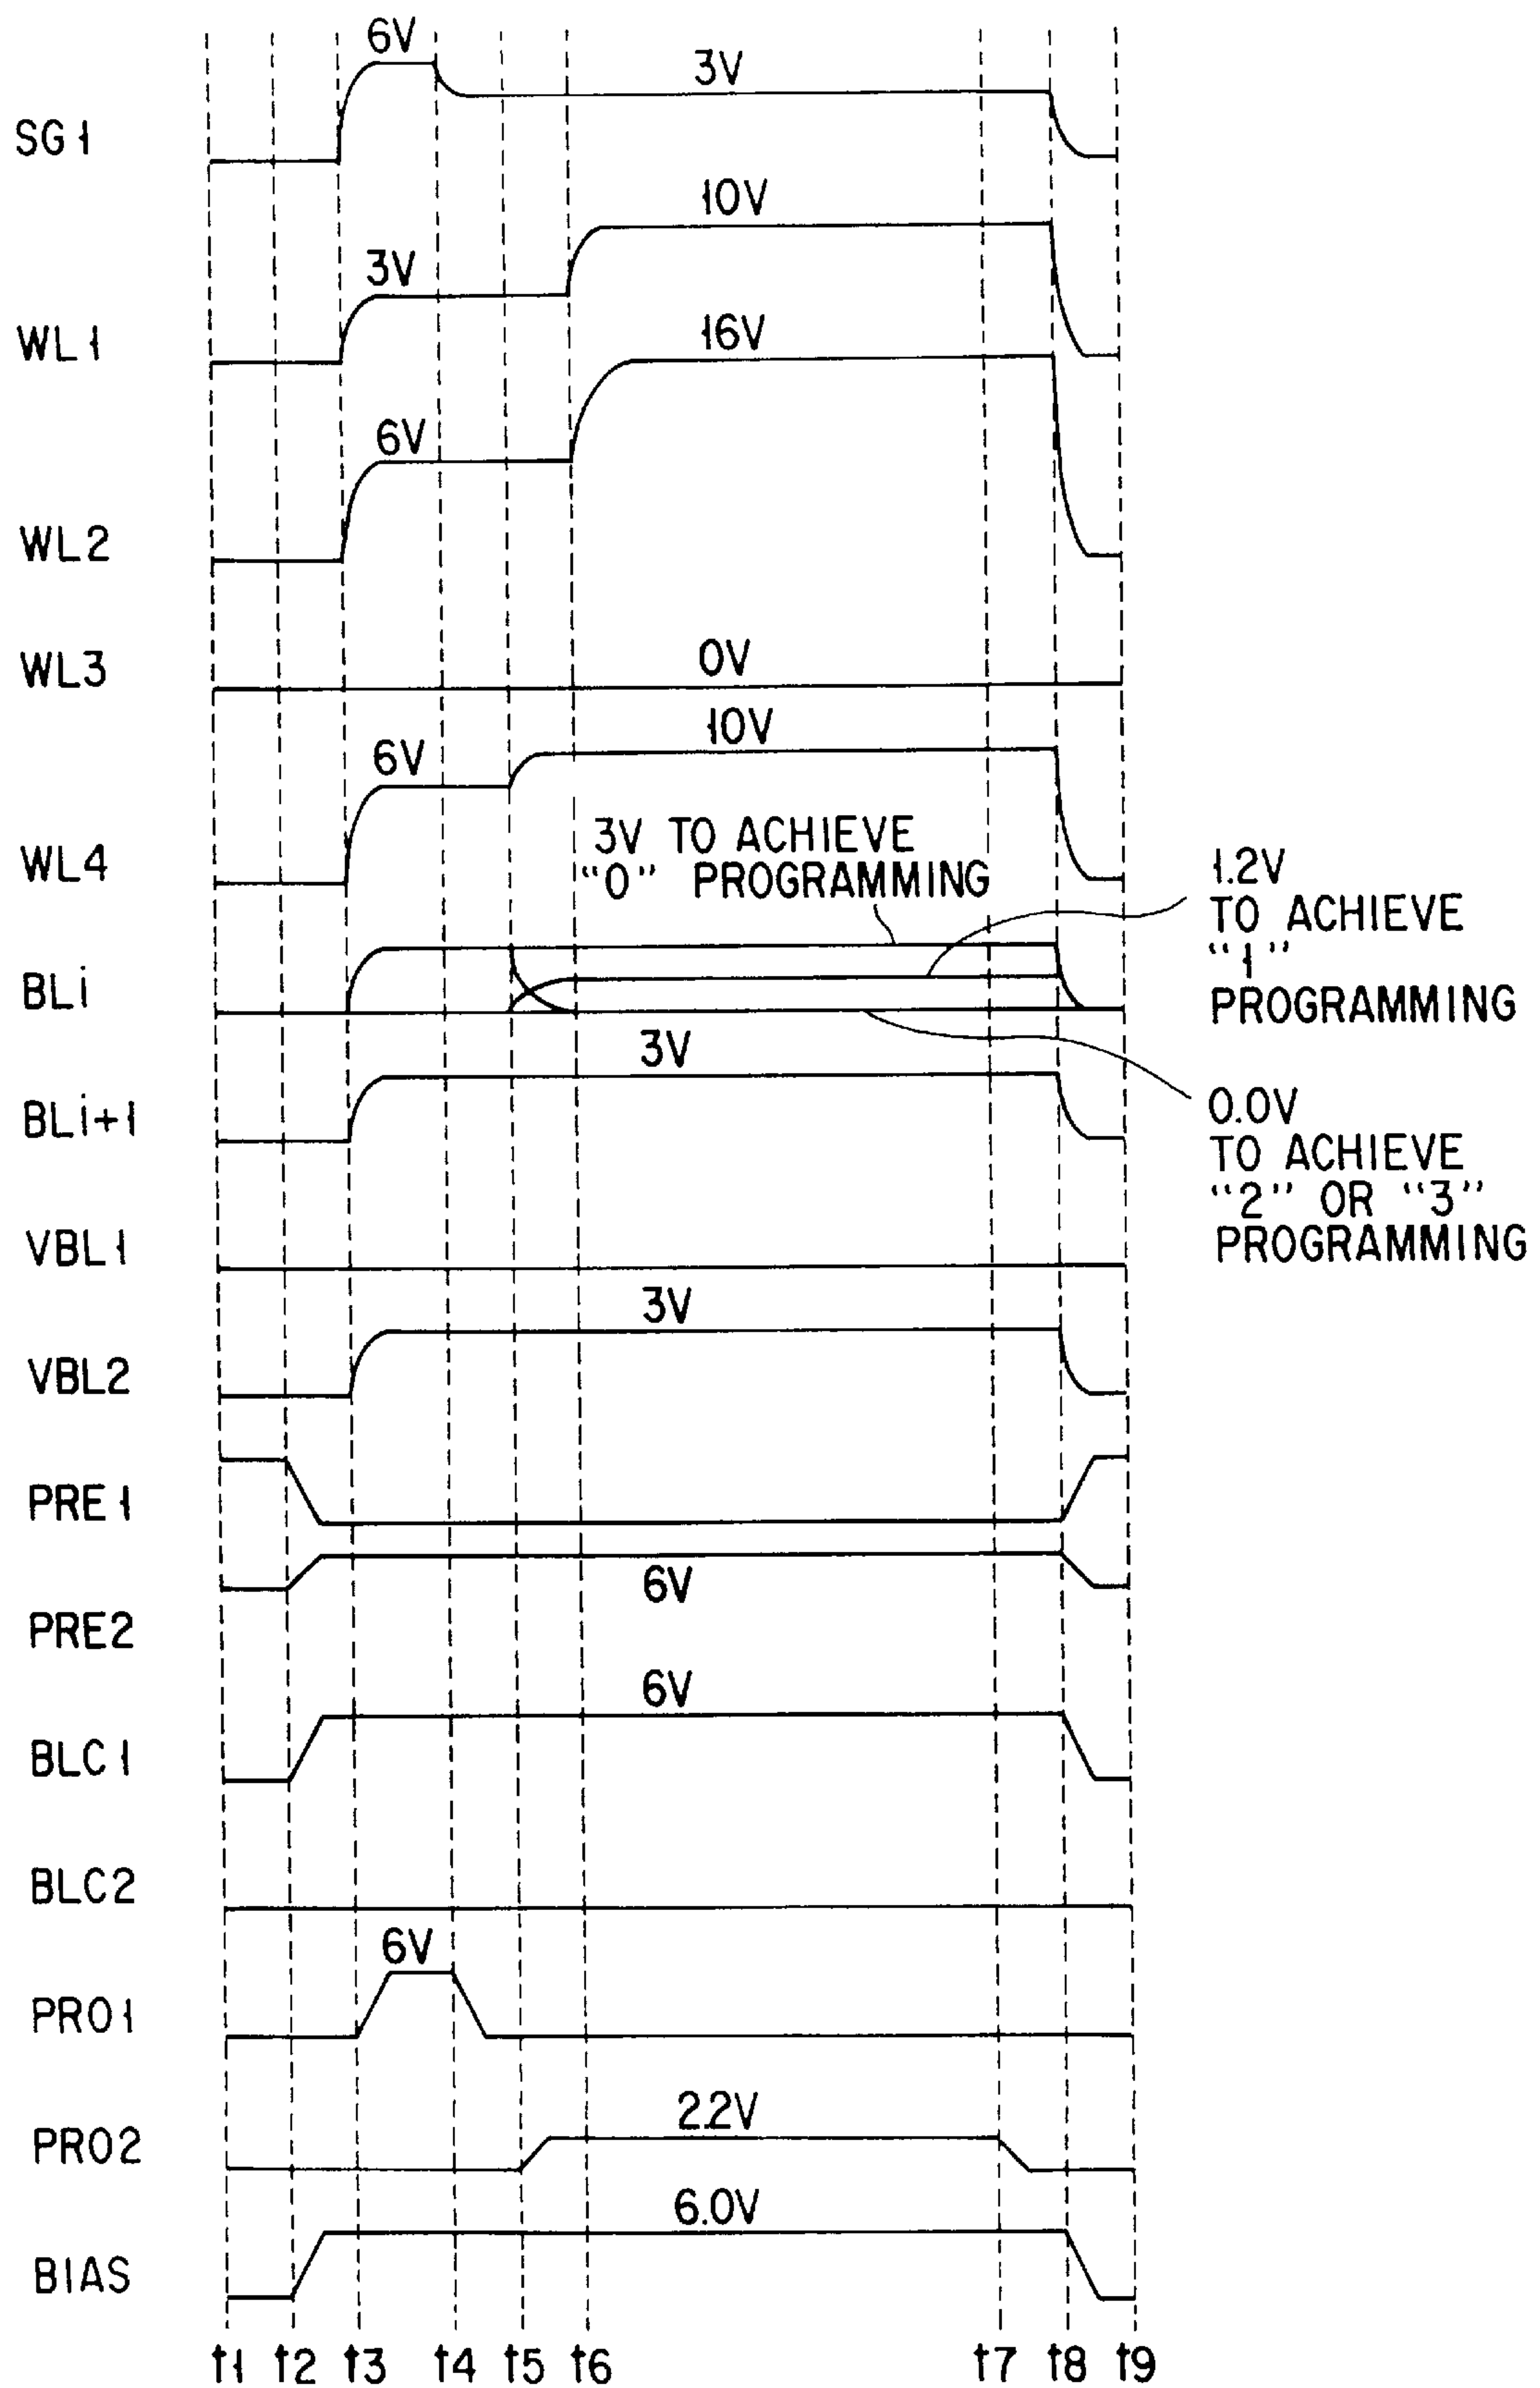 6V
3V
SG1
10V
3V
WL1
16V
6V
WL2
0V
WL3
10V
6V
WL4
3V TO ACHIEVE
"0" PROGRAMMING
1.2V
TO ACHIEVE
"1"
PROGRAMMING
BLi
3V
BLi+1
0.0V
TO ACHIEVE
"2" OR "3"
PROGRAMMING
VBL1
3V
VBL2
PRE1
6V
PRE2
6V
BLC1
BLC2
6V
PRO1
2.2V
PRO2
6.0V
BIAS
t1 t2 t3 t4 t5 t6 t7 t8 t9